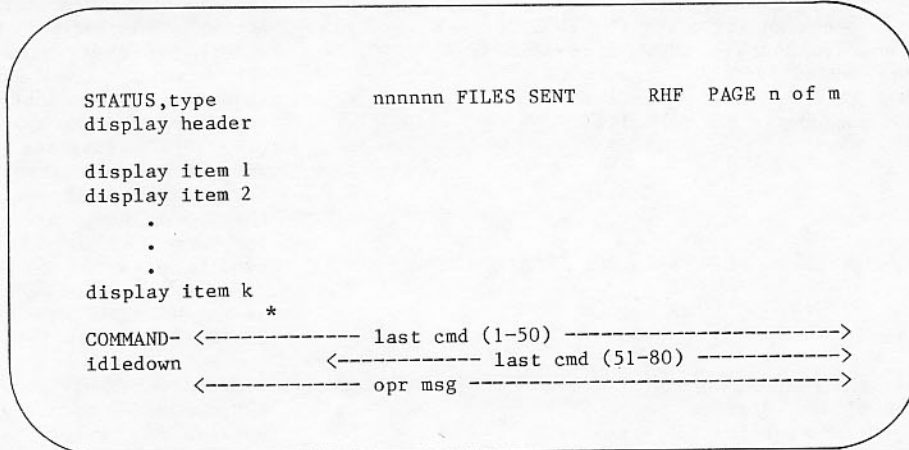 STATUS,type nnnnnn FILES SENT RHF PAGE n of m
display header
display item 1
display item 2
.
.
.
display item k
*
COMMAND- <------------- last cmd (1-50) ----------------------->
idledown <----------- last cmd (51-80) ------------>
<------------- opr msg ------------------------------->